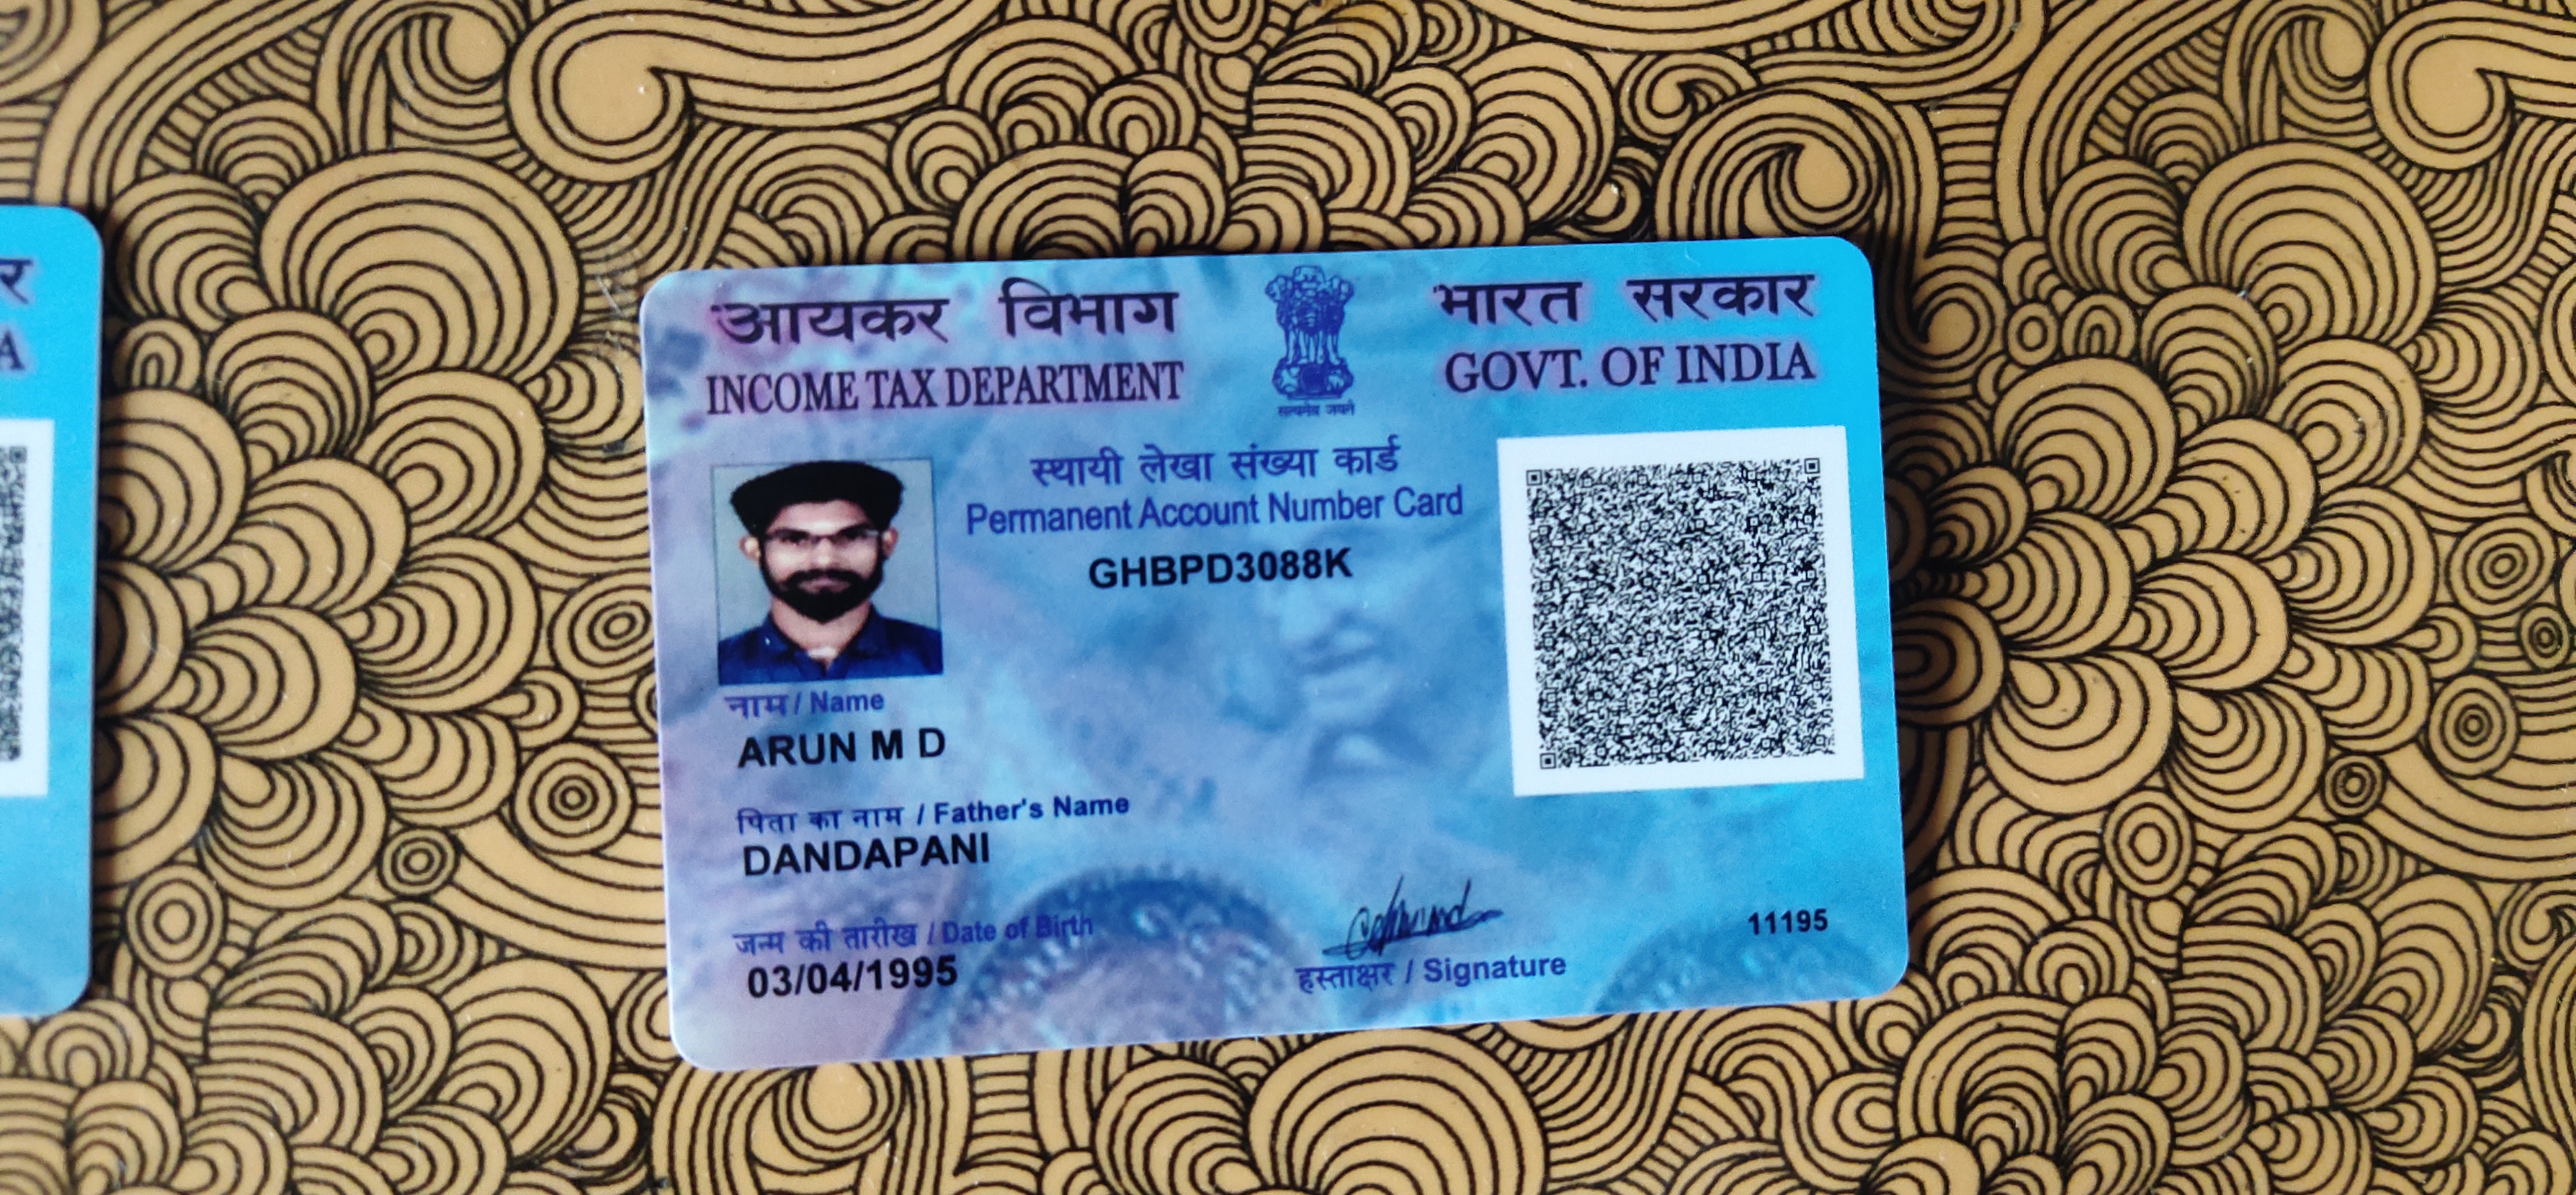 आयकर विभाग
INCOME TAX DEPARTMENT
भारत सरकार
GOVT. OF INDIA
सत्यमेव जयते
स्थायी लेखा संख्या कार्ड
Permanent Account Number Card
GHBPD3088K
नाम / Name
ARUN M D
पिता का नाम / Father's Name
DANDAPANI
जन्म की तारीख / Date of Birth
03/04/1995
हस्ताक्षर / Signature
11195